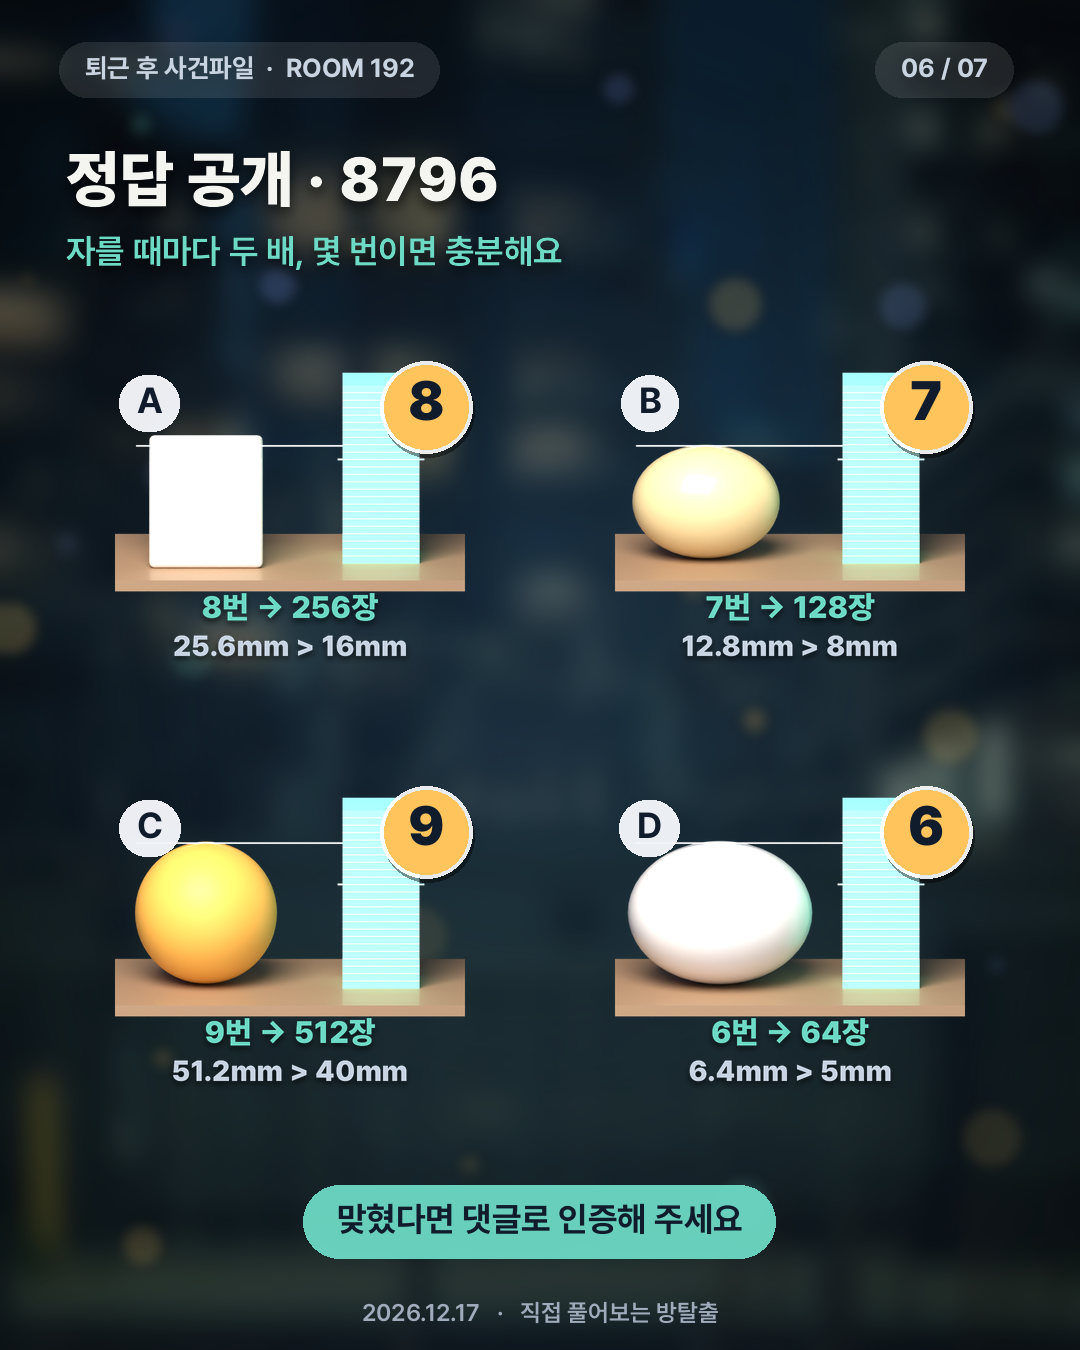 퇴근 후 사건파일 · ROOM 192
06 / 07
정답 공개 · 8796
자를 때마다 두 배, 몇 번이면 충분해요
A
8
8번 → 256장
25.6mm > 16mm
B
7
7번 → 128장
12.8mm > 8mm
C
9
9번 → 512장
51.2mm > 40mm
D
6
6번 → 64장
6.4mm > 5mm
맞혔다면 댓글로 인증해 주세요
2026.12.17 · 직접 풀어보는 방탈출